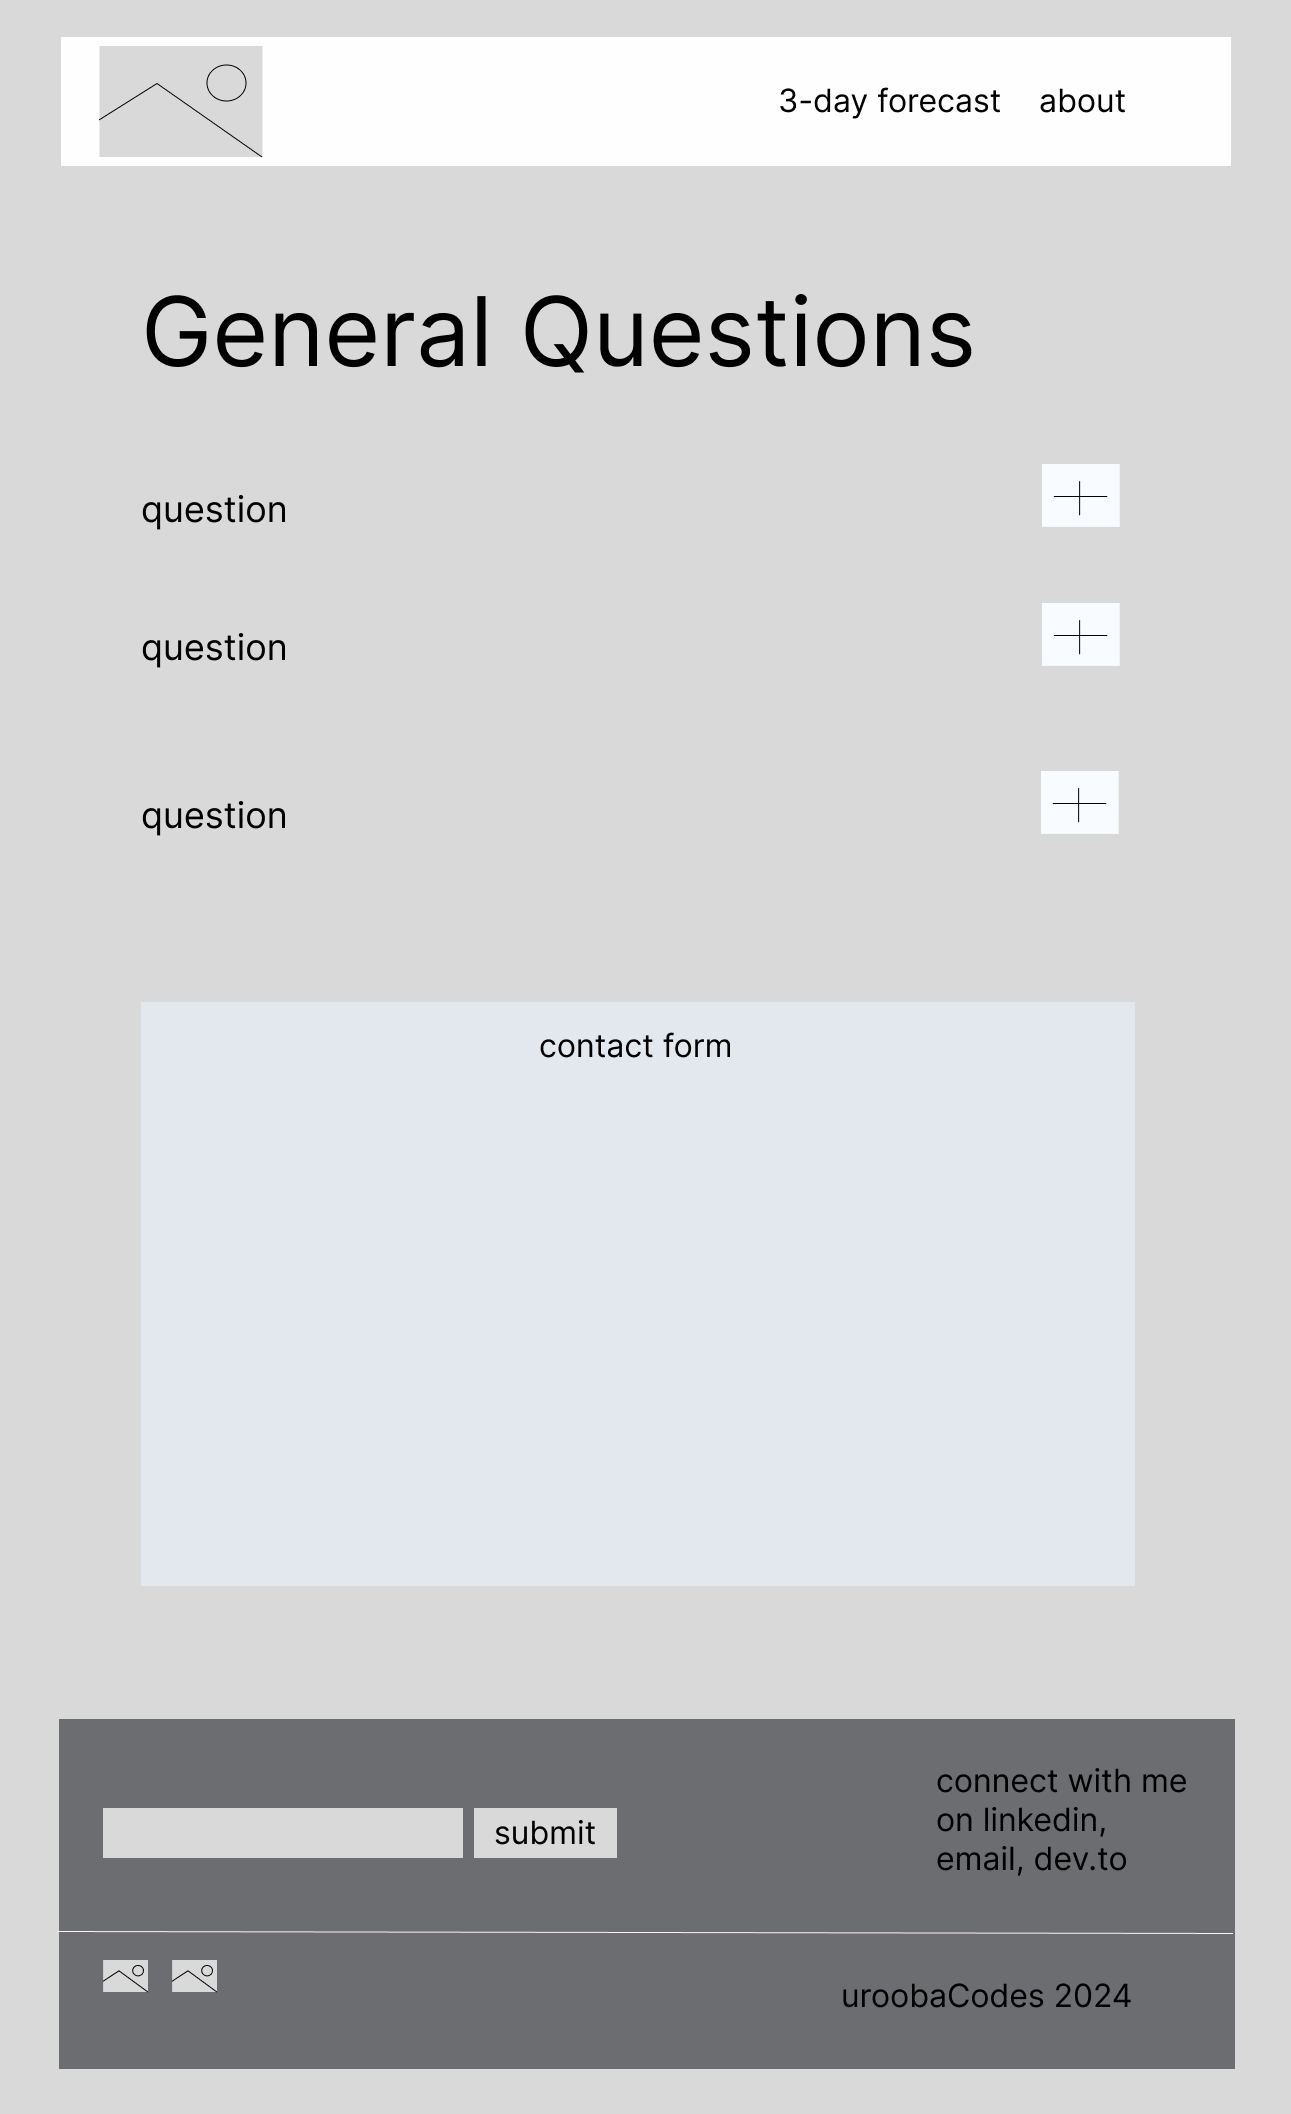 3-day forecast about
General Questions
question
question
question
contact form
submit
connect with me
on linkedin,
email, dev.to
uroobaCodes 2024